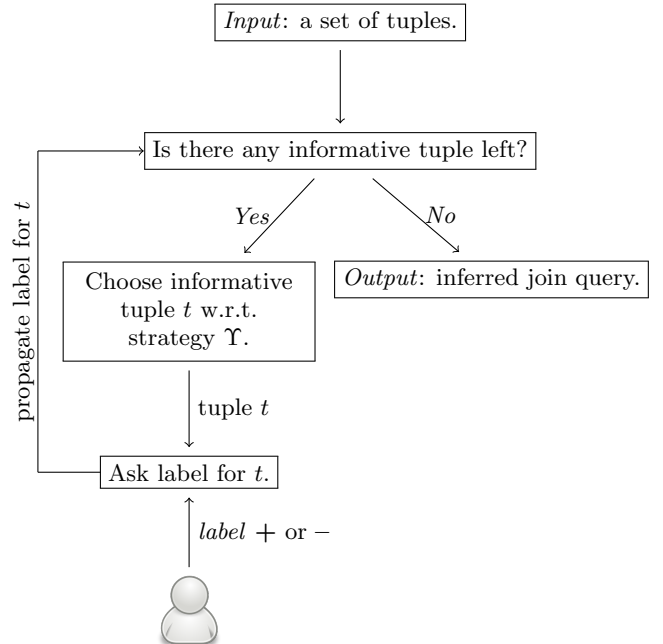 Input: a set of tuples.
Is there any informative tuple left?
Yes
No
Choose informative
tuple t w.r.t.
strategy ϒ.
Output: inferred join query.
propagate label for t
tuple t
Ask label for t.
label + or −